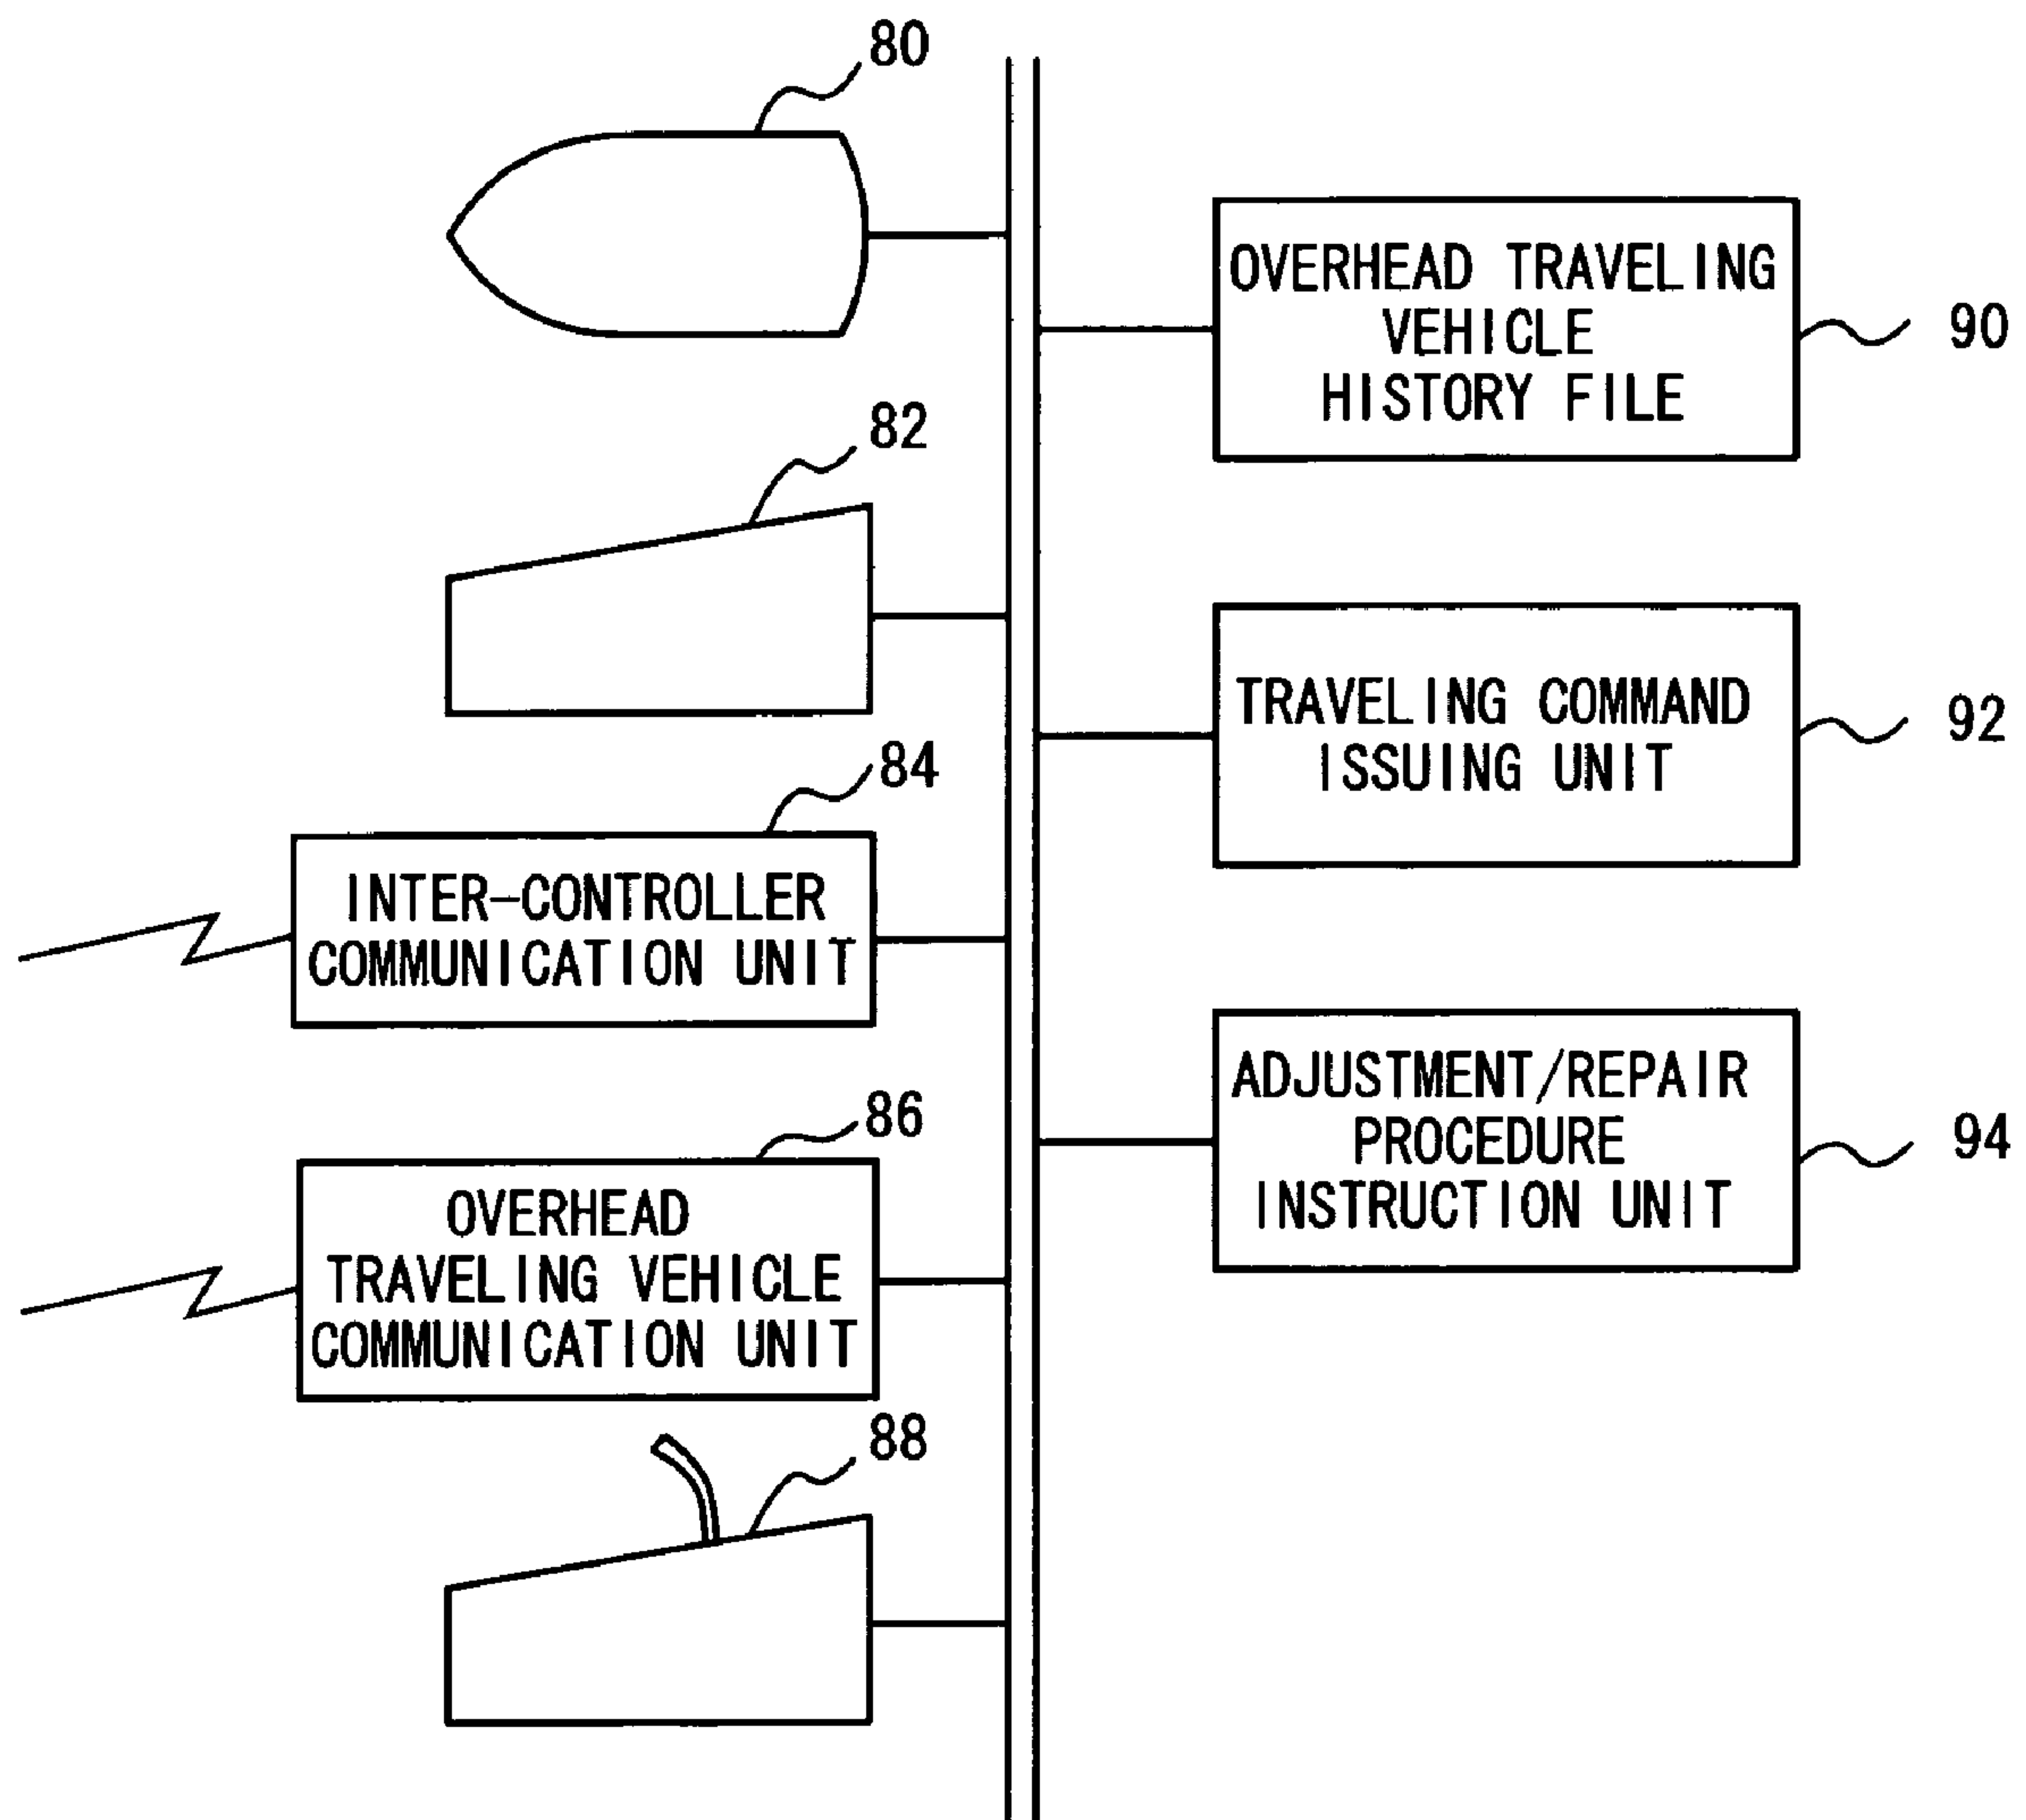 80
82
84
INTER-CONTROLLER
COMMUNICATION UNIT
86
OVERHEAD
TRAVELING VEHICLE
COMMUNICATION UNIT
88
OVERHEAD TRAVELING
VEHICLE
HISTORY FILE
90
TRAVELING COMMAND
ISSUING UNIT
92
ADJUSTMENT/REPAIR
PROCEDURE
INSTRUCTION UNIT
94